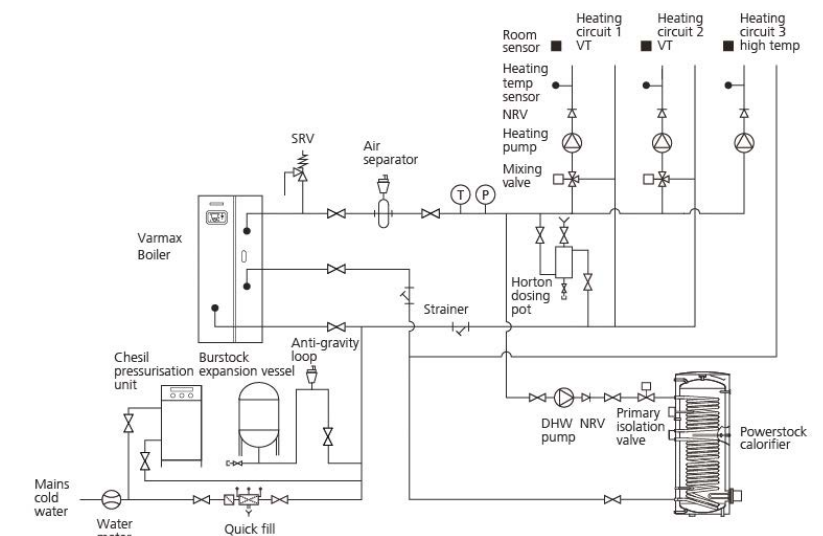 Room
sensor
Heating
circuit 1
VT
Heating
circuit 2
VT
Heating
circuit 3
high temp
Heating
temp
sensor
NRV
Heating
pump
Mixing
valve
SRV
Air
separator
T
P
Varmax
Boiler
Horton
dosing
pot
Strainer
Anti-gravity
loop
Chesil
pressurisation
unit
Burstock
expansion vessel
DHW
pump
NRV
Primary
isolation
valve
Powerstock
calorifier
Mains
cold
water
Water
Quick fill